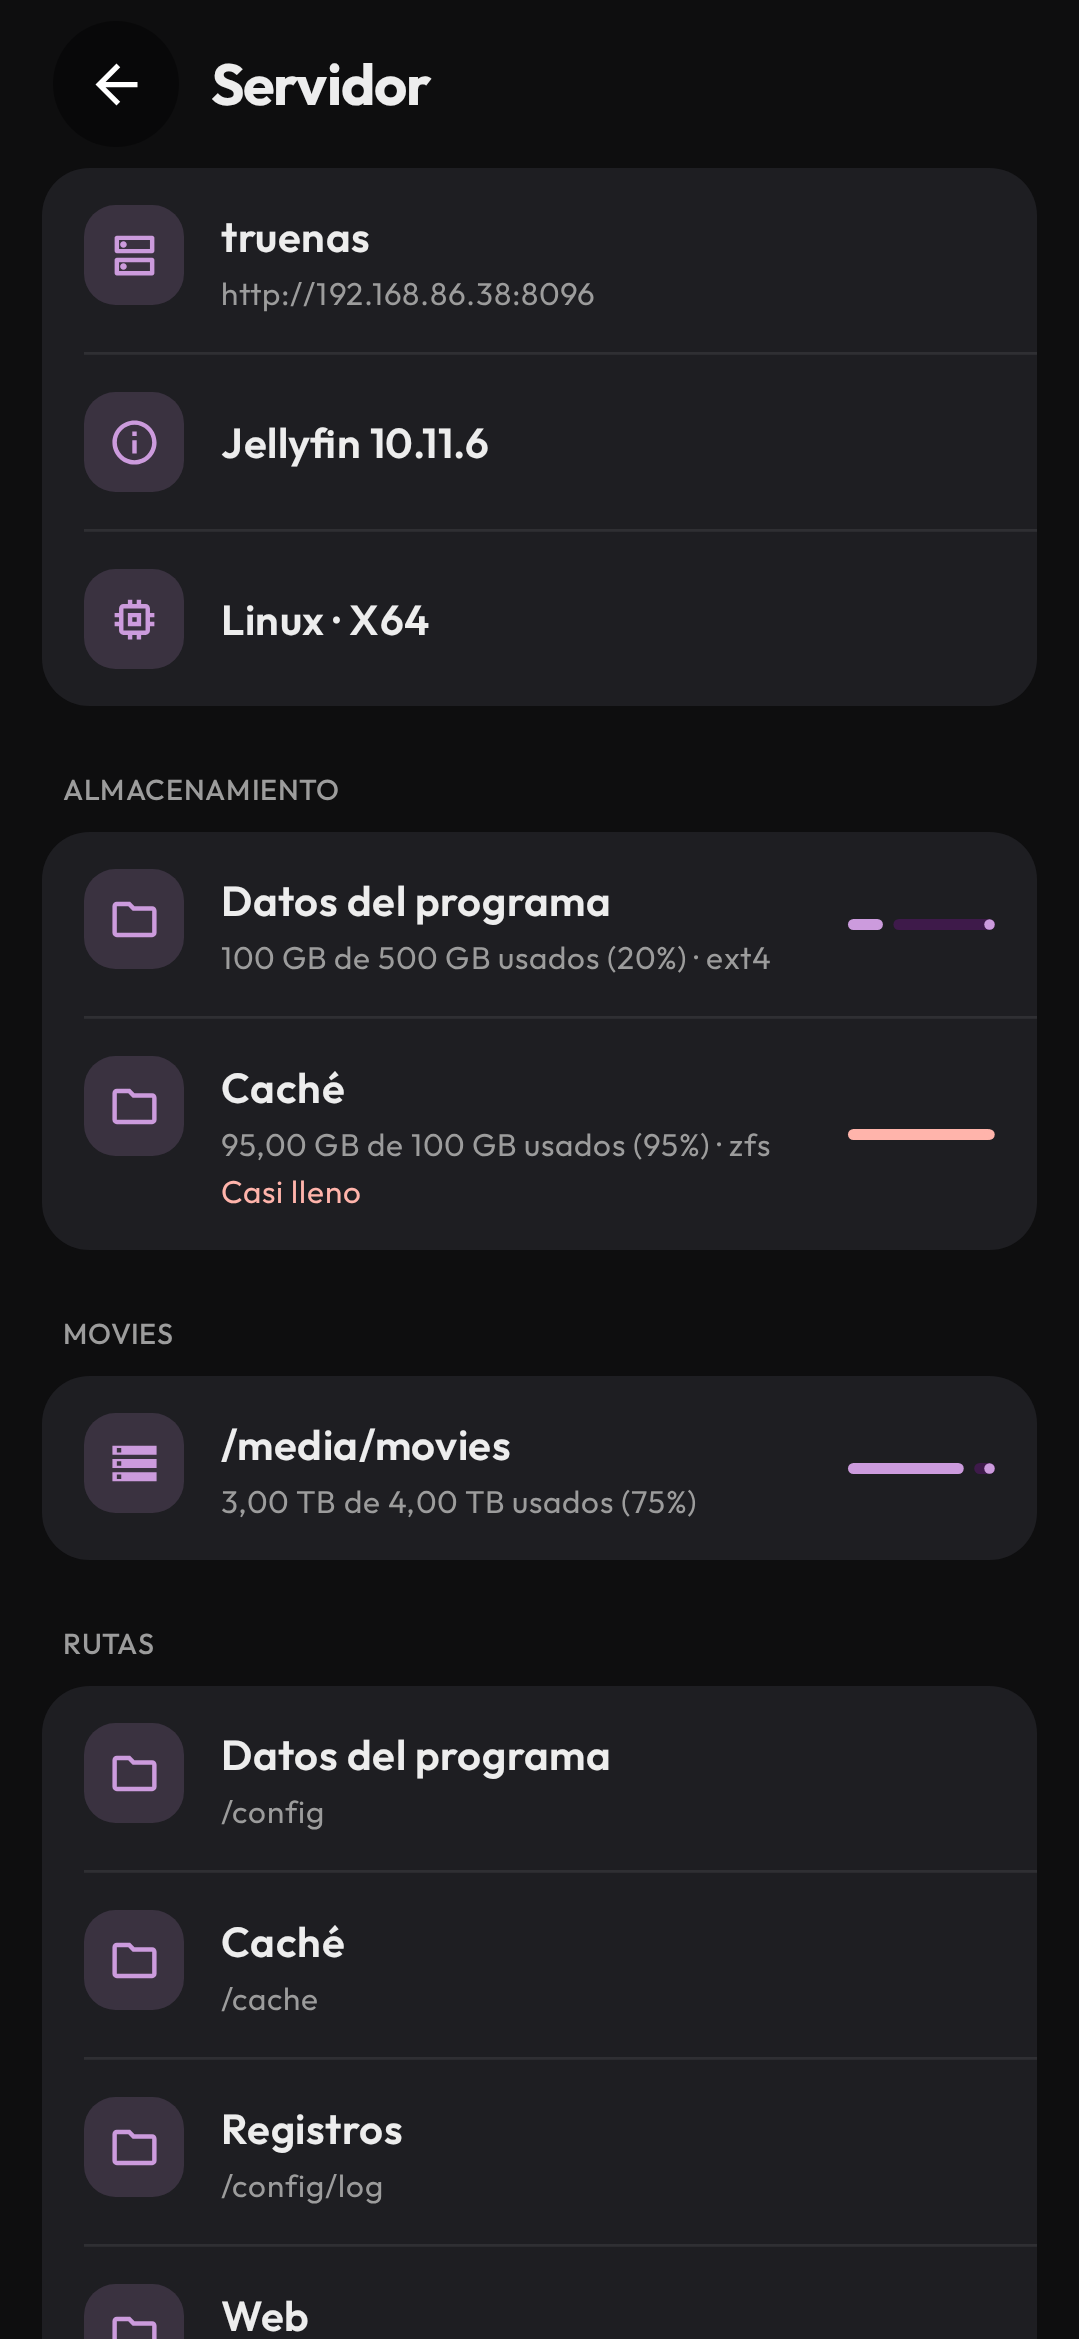 Servidor
truenas
http://192.168.86.38:8096
Jellyfin 10.11.6
Linux · X64
ALMACENAMIENTO
Datos del programa
100 GB de 500 GB usados (20%) · ext4
Caché
95,00 GB de 100 GB usados (95%) · zfs
Casi lleno
MOVIES
/media/movies
3,00 TB de 4,00 TB usados (75%)
RUTAS
Datos del programa
/config
Caché
/cache
Registros
/config/log
Web